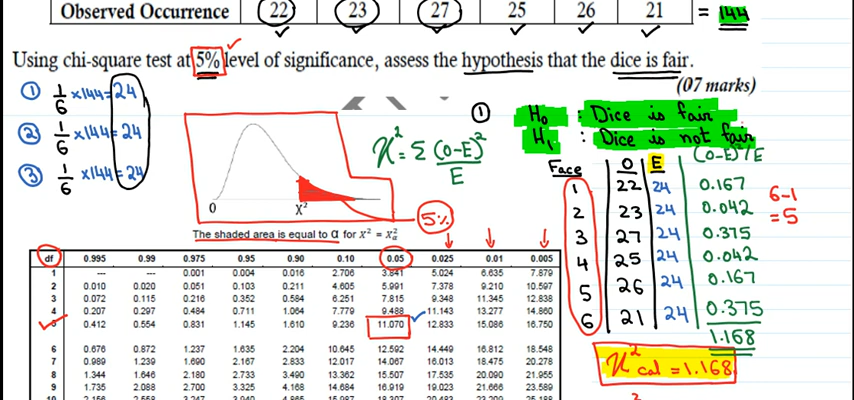 Observed Occurrence 22 23 27 25 26 21 = 144
Using chi-square test at 5% level of significance, assess the hypothesis that the dice is fair.
(07 marks)
① 1/6 ×144 = 24
② 1/6 ×144 = 24
③ 1/6 ×144 = 24
χ² = Σ (O-E)²/E
0 X²
5%
The shaded area is equal to α for X² = X²α
① H₀ : Dice is fair
H₁ : Dice is not fair
Face O E (O-E)²/E
1 22 24 0.167
2 23 24 0.042
3 27 24 0.375
4 25 24 0.042
5 26 24 0.167
6 21 24 0.375
1.168
6-1
=5
χ² cal = 1.168
df 0.995 0.99 0.975 0.95 0.90 0.10 0.05 0.025 0.01 0.005
1 --- --- 0.001 0.004 0.016 2.706 3.841 5.024 6.635 7.879
2 0.010 0.020 0.051 0.103 0.211 4.605 5.991 7.378 9.210 10.597
3 0.072 0.115 0.216 0.352 0.584 6.251 7.815 9.348 11.345 12.838
4 0.207 0.297 0.484 0.711 1.064 7.779 9.488 11.143 13.277 14.860
5 0.412 0.554 0.831 1.145 1.610 9.236 11.070 12.833 15.086 16.750
6 0.676 0.872 1.237 1.635 2.204 10.645 12.592 14.449 16.812 18.548
7 0.989 1.239 1.690 2.167 2.833 12.017 14.067 16.013 18.475 20.278
8 1.344 1.646 2.180 2.733 3.490 13.362 15.507 17.535 20.090 21.955
9 1.735 2.088 2.700 3.325 4.168 14.684 16.919 19.023 21.666 23.589